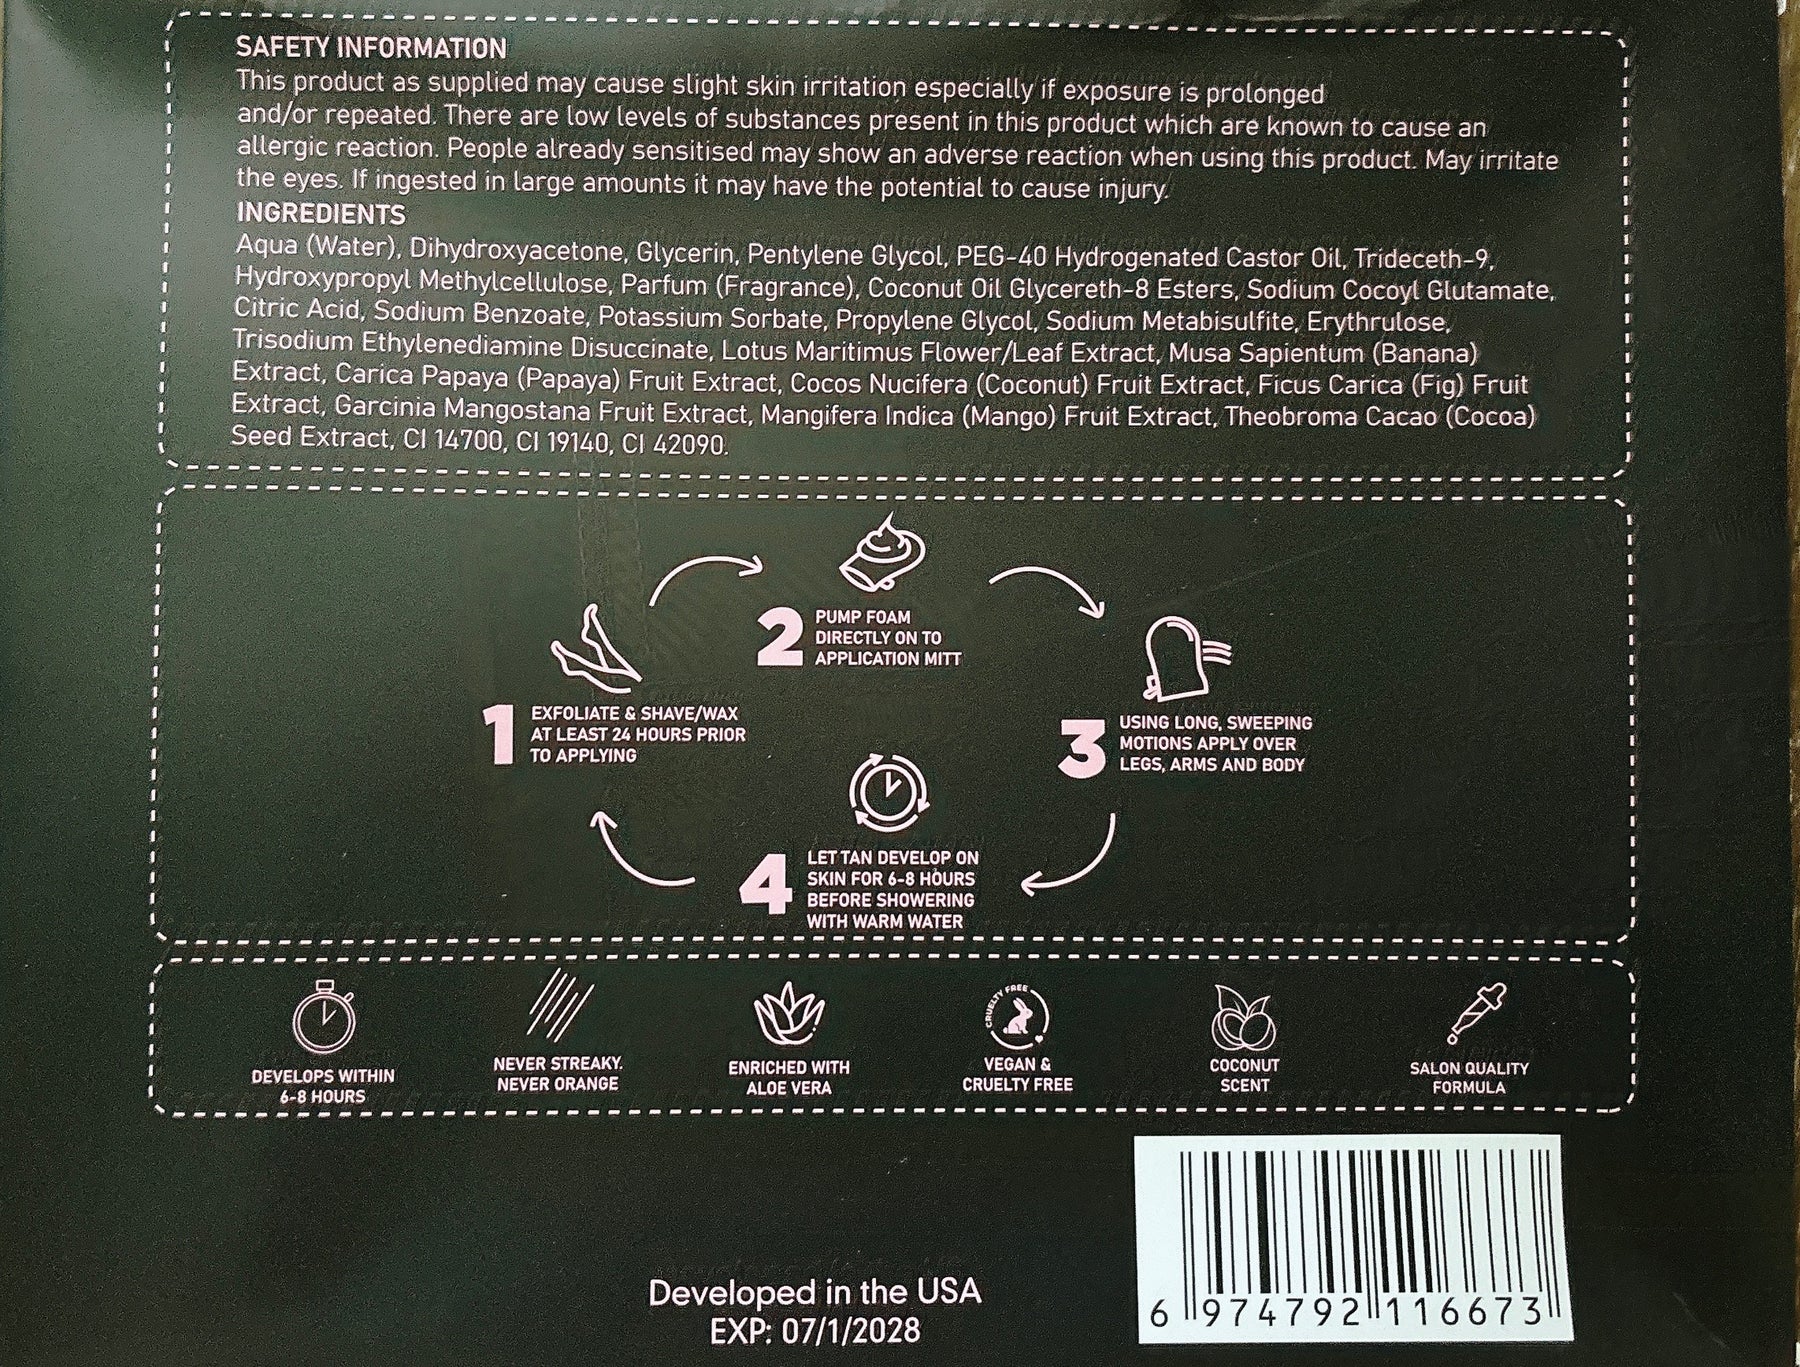 SAFETY INFORMATION
This product as supplied may cause slight skin irritation especially if exposure is prolonged
and/or repeated. There are low levels of substances present in this product which are known to cause an
allergic reaction. People already sensitised may show an adverse reaction when using this product. May irritate
the eyes. If ingested in large amounts it may have the potential to cause injury.
INGREDIENTS
Aqua (Water), Dihydroxyacetone, Glycerin, Pentylene Glycol, PEG-40 Hydrogenated Castor Oil, Trideceth-9,
Hydroxypropyl Methylcellulose, Parfum (Fragrance), Coconut Oil Glycereth-8 Esters, Sodium Cocoyl Glutamate,
Citric Acid, Sodium Benzoate, Potassium Sorbate, Propylene Glycol, Sodium Metabisulfite, Erythrulose,
Trisodium Ethylenediamine Disuccinate, Lotus Maritimus Flower/Leaf Extract, Musa Sapientum (Banana)
Extract, Carica Papaya (Papaya) Fruit Extract, Cocos Nucifera (Coconut) Fruit Extract, Ficus Carica (Fig) Fruit
Extract, Garcinia Mangostana Fruit Extract, Mangifera Indica (Mango) Fruit Extract, Theobroma Cacao (Cocoa)
Seed Extract, CI 14700, CI 19140, CI 42090.
1
EXFOLIATE & SHAVE/WAX
AT LEAST 24 HOURS PRIOR
TO APPLYING
2
PUMP FOAM
DIRECTLY ON TO
APPLICATION MITT
3
USING LONG, SWEEPING
MOTIONS APPLY OVER
LEGS, ARMS AND BODY
4
LET TAN DEVELOP ON
SKIN FOR 6-8 HOURS
BEFORE SHOWERING
WITH WARM WATER
DEVELOPS WITHIN
6-8 HOURS
NEVER STREAKY.
NEVER ORANGE
ENRICHED WITH
ALOE VERA
CRUELTY FREE
VEGAN &
CRUELTY FREE
COCONUT
SCENT
SALON QUALITY
FORMULA
Developed in the USA
EXP: 07/1/2028
6 974792 116673